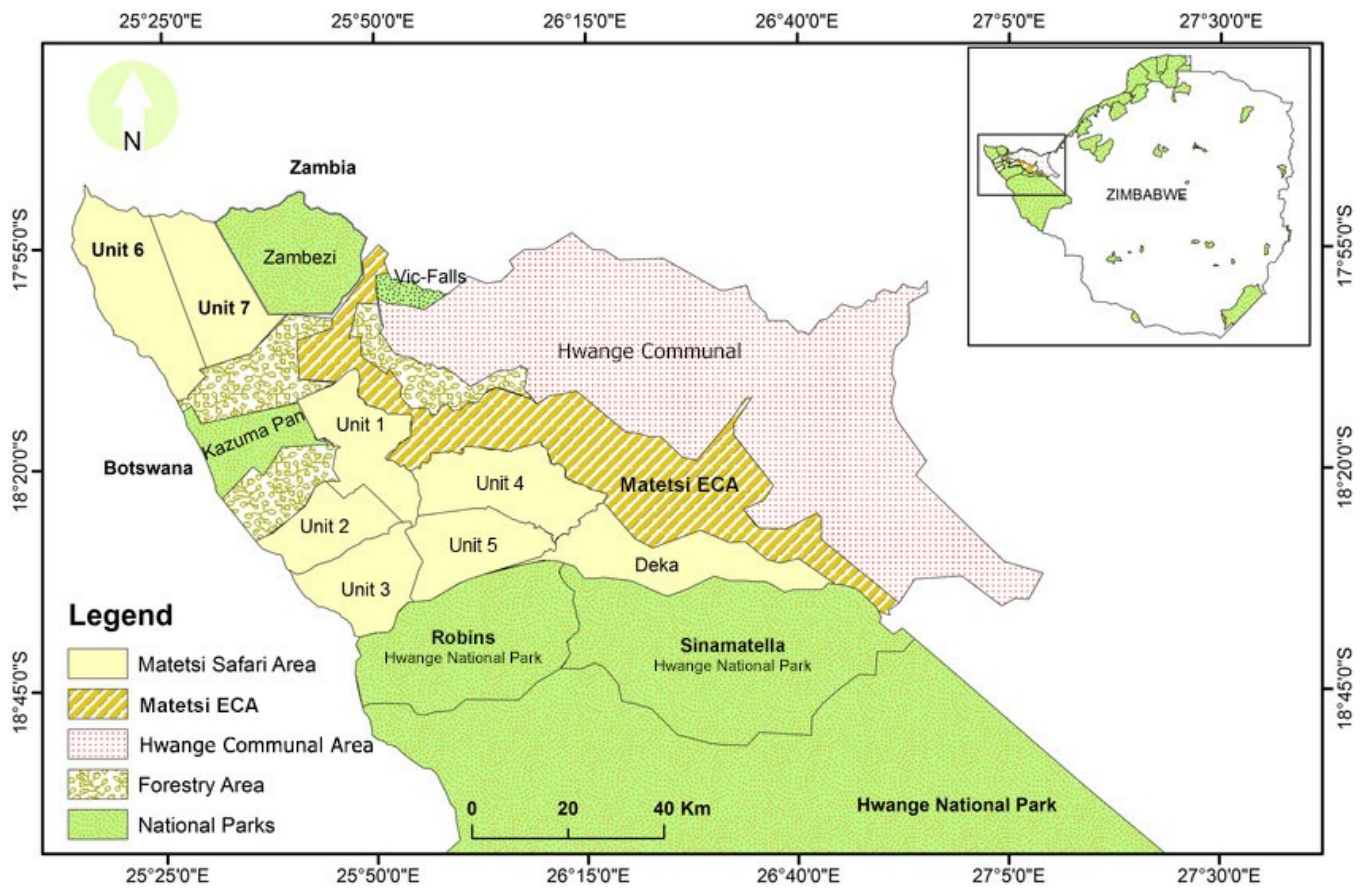 25°15'0"E 25°50'0"E 26°15'0"E 26°40'0"E 27°5'0"E 27°30'0"E
N
Zambia
ZIMBABWE
17°55'0"S
17°55'0"S
Unit 6
Zambezi
Vic-Falls
Unit 7
Hwange Communal
Kazuma Pan
Unit 1
Botswana
18°20'0"S
18°20'0"S
Unit 4
Matetsi ECA
Unit 2
Unit 5
Deka
Unit 3
Robins
Hwange National Park
Sinamatella
Hwange National Park
18°45'0"S
18°45'0"S
Legend
Matetsi Safari Area
Matetsi ECA
Hwange Communal Area
Forestry Area
National Parks
0 20 40 Km
Hwange National Park
25°25'0"E 25°50'0"E 26°15'0"E 26°40'0"E 27°5'0"E 27°30'0"E